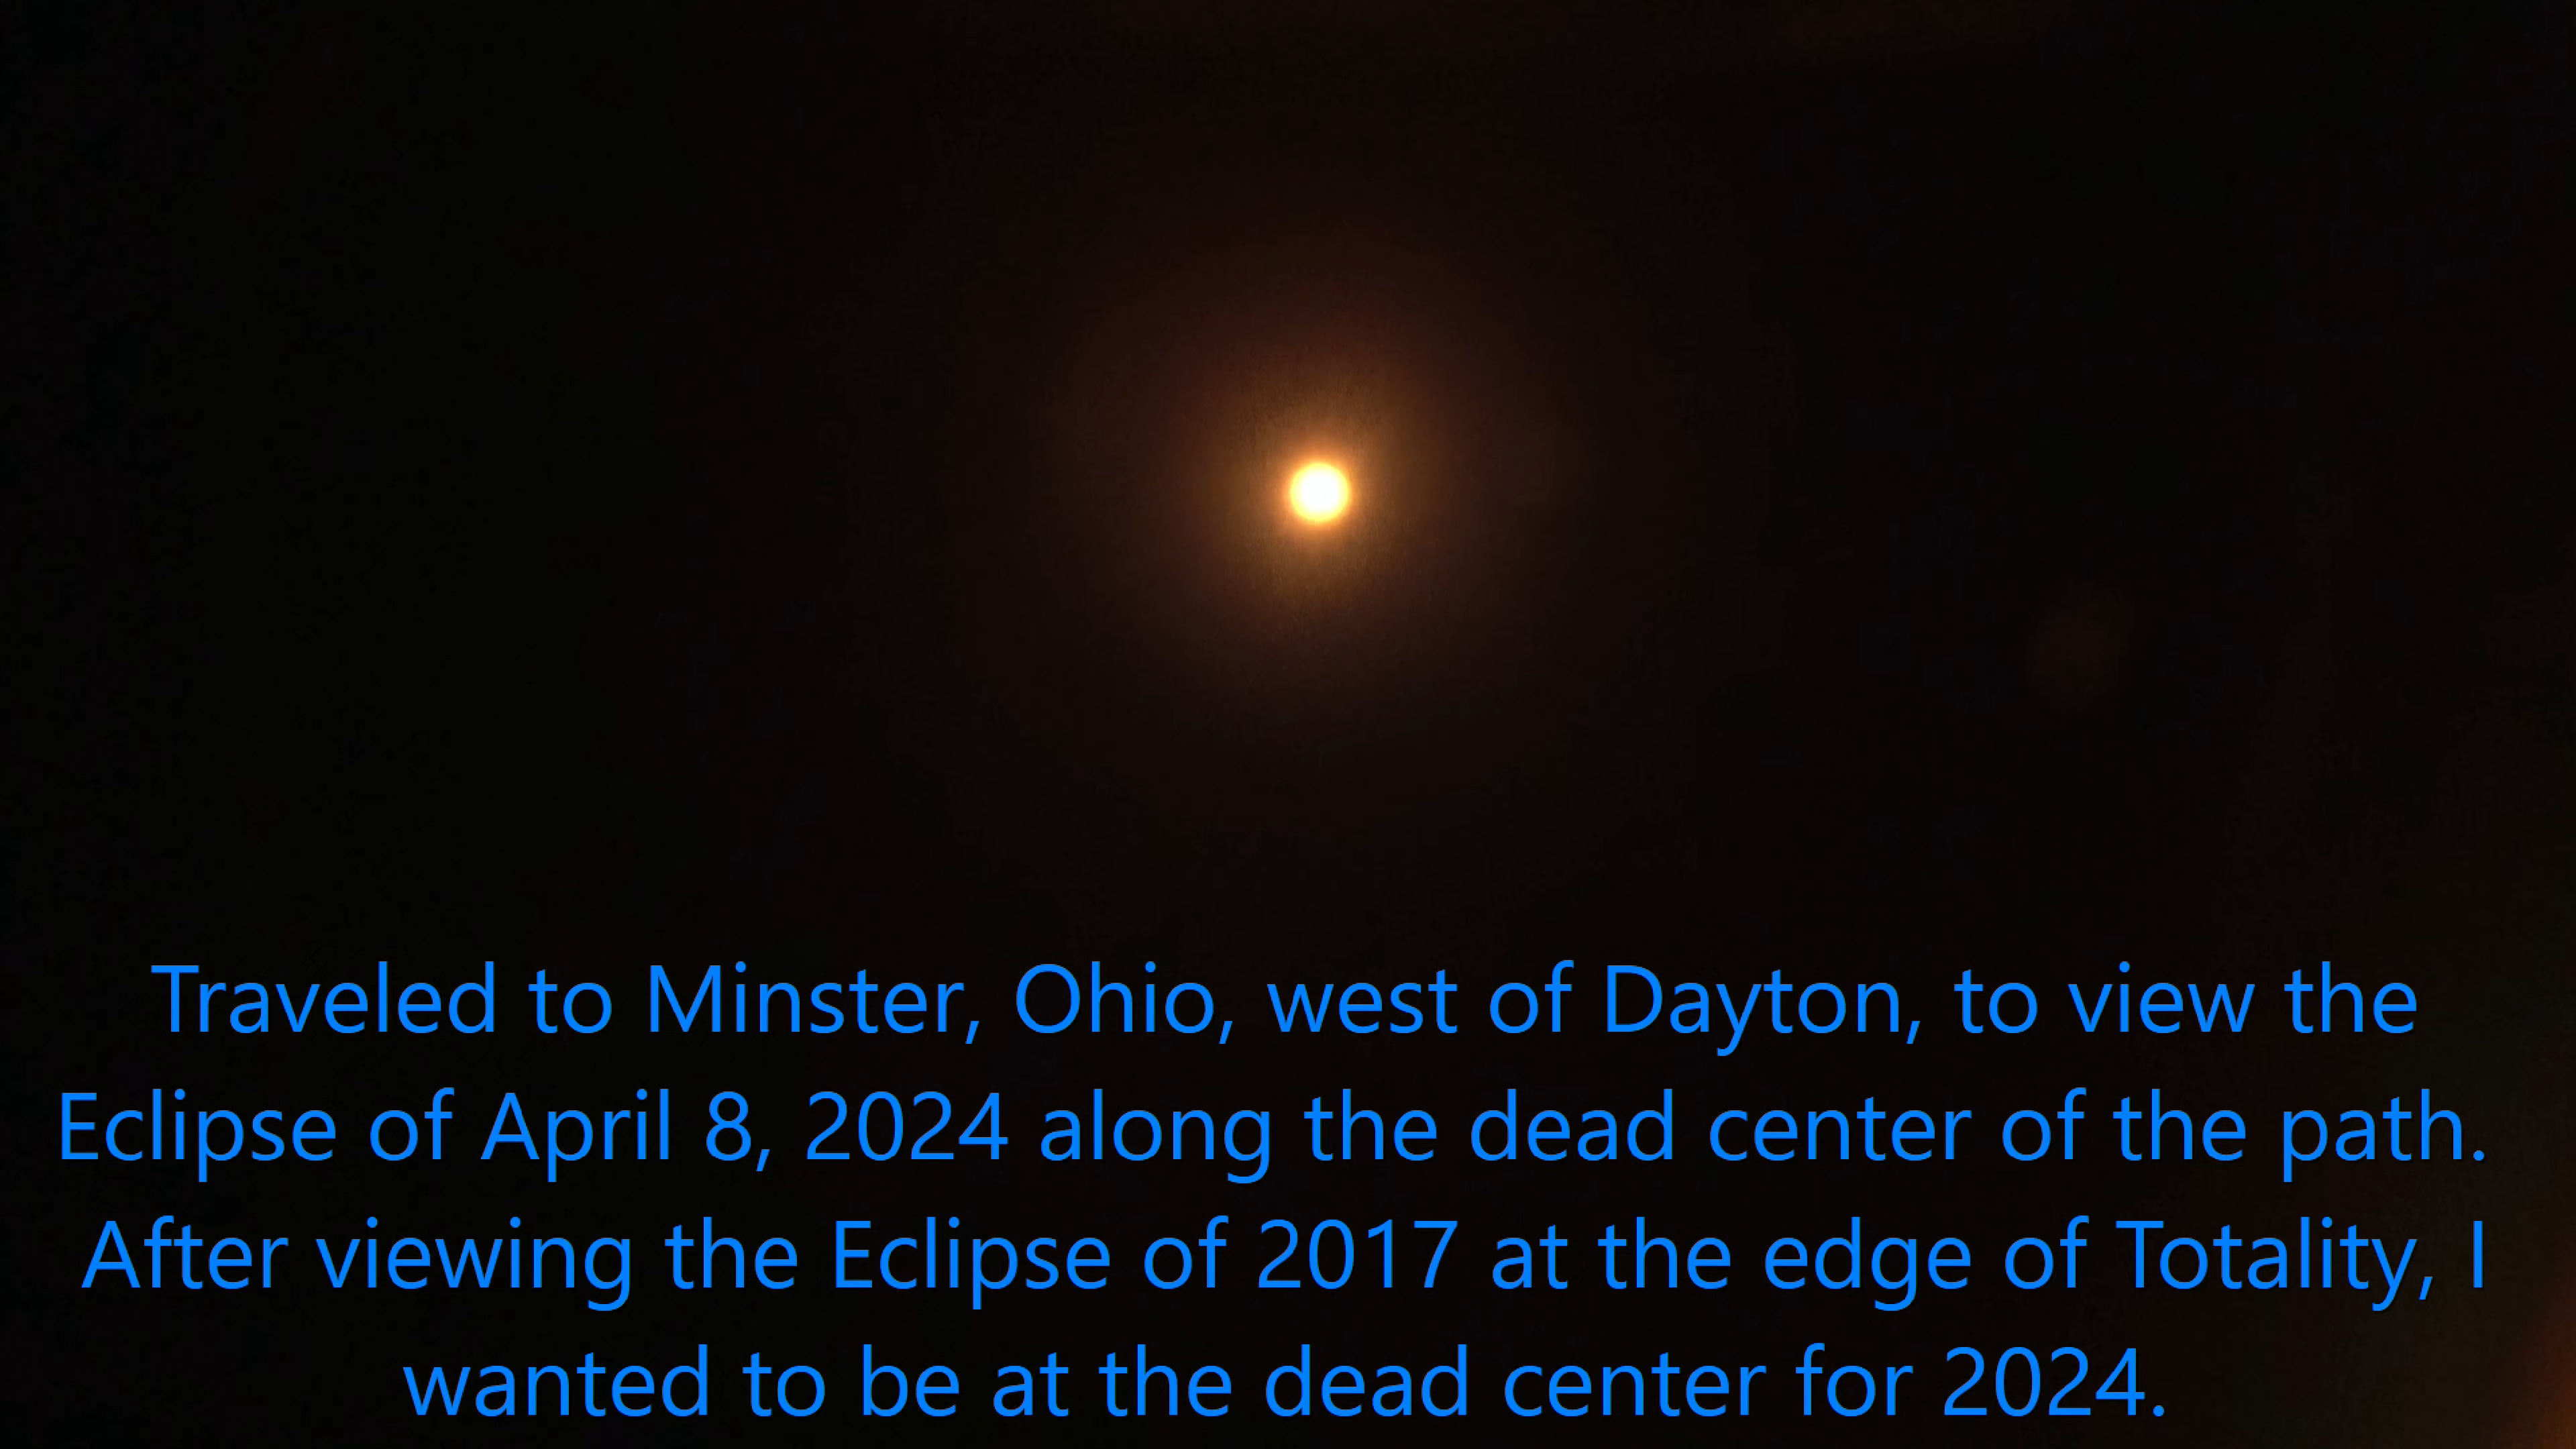 Traveled to Minster, Ohio, west of Dayton, to view the
Eclipse of April 8, 2024 along the dead center of the path.
After viewing the Eclipse of 2017 at the edge of Totality, I
wanted to be at the dead center for 2024.